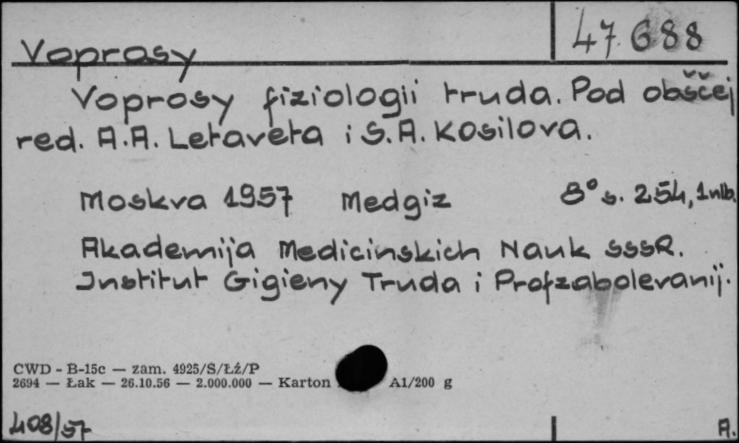 Voprosy
47 688
Voprosy fiziologii truda. Pod obščej
red. A.A. Letaveta i S.A. Kosilova.
Moskva 1957 Medgiz 8° s. 254, 1 nlb.
Akademija Medicinskich Nauk SSSR.
Institut Gigieny Truda i Profzabolevanij.
CWD - B-15c — zam. 4925/S/Łź/P
2694 — Łak — 26.10.56 — 2.000.000 — Karton A1/200 g
408/57
A.